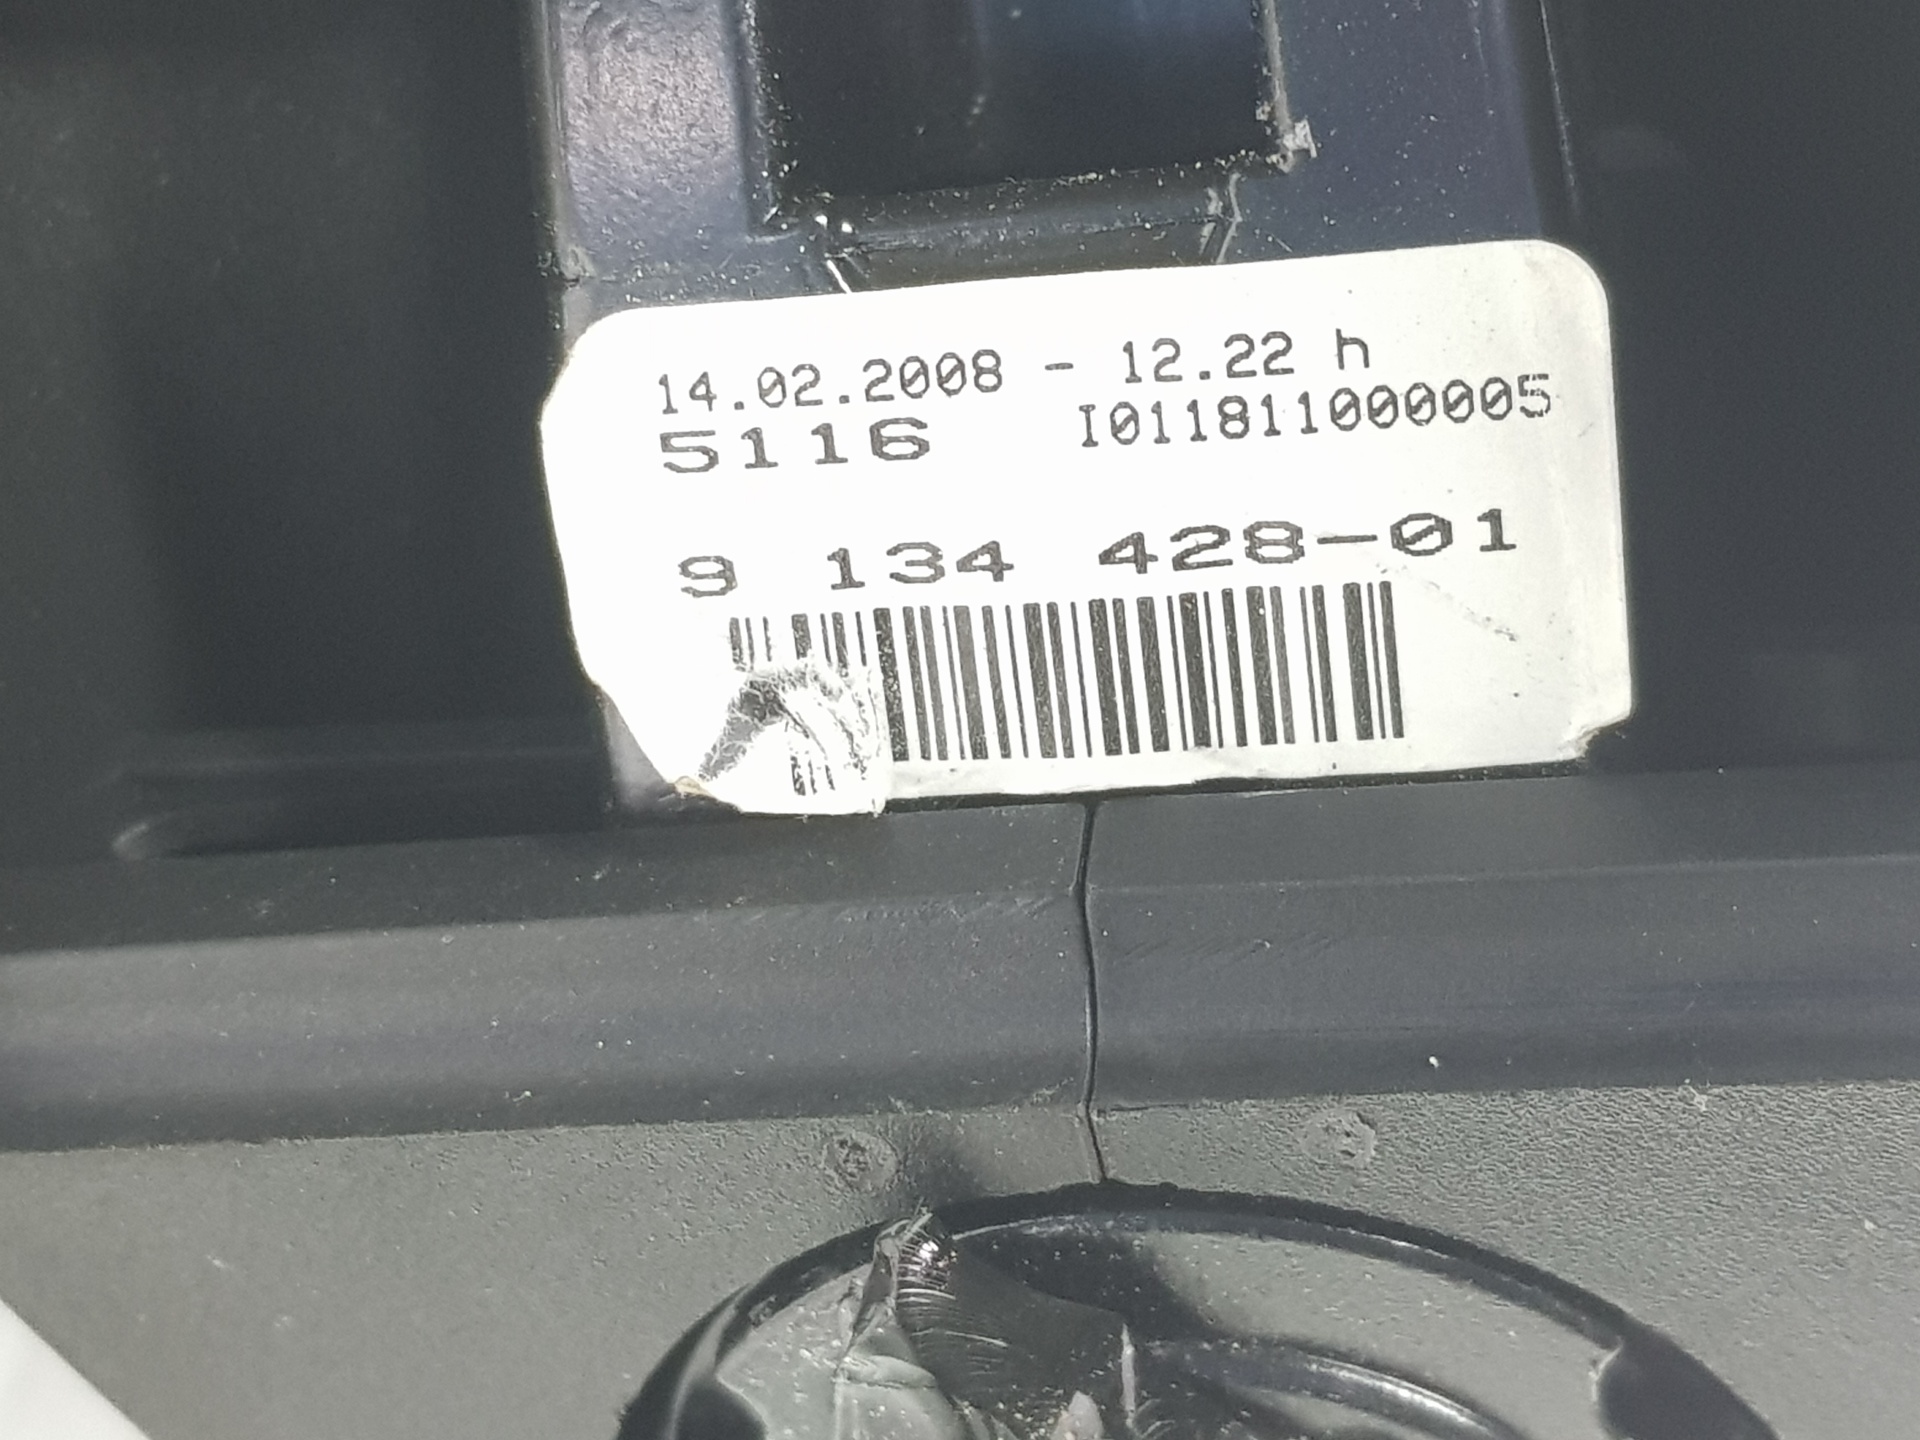 14.02.2008 - 12.22 h
5116 I011811000005
9 134 428-01